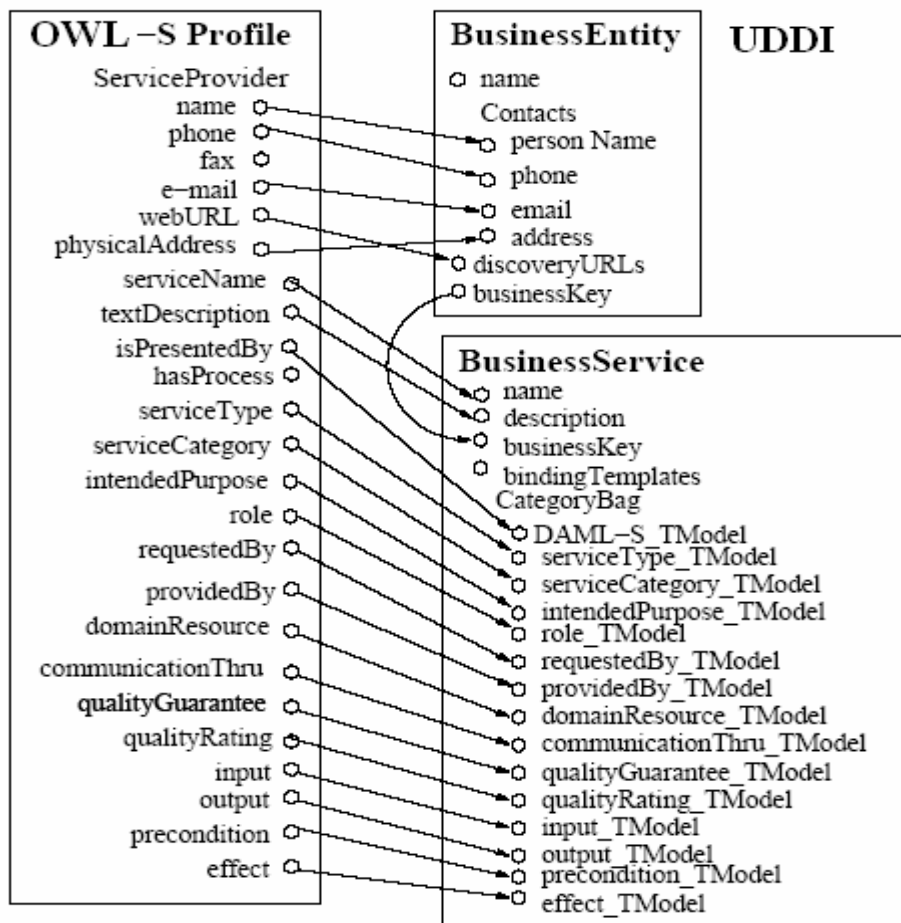 OWL-S Profile
ServiceProvider
name
phone
fax
e-mail
webURL
physicalAddress
serviceName
textDescription
isPresentedBy
hasProcess
serviceType
serviceCategory
intendedPurpose
role
requestedBy
providedBy
domainResource
communicationThru
qualityGuarantee
qualityRating
input
output
precondition
effect
BusinessEntity
name
Contacts
person Name
phone
email
address
discoveryURLs
businessKey
UDDI
BusinessService
name
description
businessKey
bindingTemplates
CategoryBag
DAML-S_TModel
serviceType_TModel
serviceCategory_TModel
intendedPurpose_TModel
role_TModel
requestedBy_TModel
providedBy_TModel
domainResource_TModel
communicationThru_TModel
qualityGuarantee_TModel
qualityRating_TModel
input_TModel
output_TModel
precondition_TModel
effect_TModel